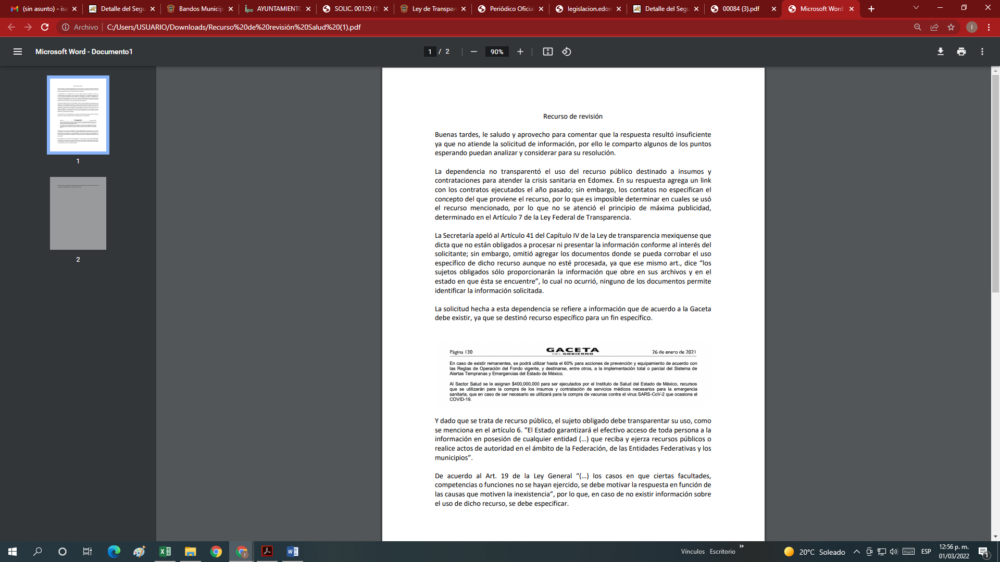 (sin asunto) - isa
Detalle del Segu
Bandos Municip
AYUNTAMIENTO
SOLIC. 00129 (1)
Ley de Transpar
Periódico Oficia
legislacion.edon
Detalle del Segu
00084 (3).pdf
Microsoft Word
Archivo
C:/Users/USUARIO/Downloads/Recurso%20de%20revisión%20Salud%20(1).pdf
I
Microsoft Word - Documento1
1 / 2
90%
1
2
Recurso de revisión
Buenas tardes, le saludo y aprovecho para comentar que la respuesta resultó insuficiente
ya que no atiende la solicitud de información, por ello le comparto algunos de los puntos
esperando puedan analizar y considerar para su resolución.
La dependencia no transparentó el uso del recurso público destinado a insumos y
contrataciones para atender la crisis sanitaria en Edomex. En su respuesta agrega un link
con los contratos ejecutados el año pasado; sin embargo, los contatos no especifican el
concepto del que proviene el recurso, por lo que es imposible determinar en cuales se usó
el recurso mencionado, por lo que no se atenció el principio de máxima publicidad,
determinado en el Artículo 7 de la Ley Federal de Transparencia.
La Secretaría apeló al Artículo 41 del Capítulo IV de la Ley de transparencia mexiquense que
dicta que no están obligados a procesar ni presentar la información conforme al interés del
solicitante; sin embargo, omitió agregar los documentos donde se pueda corrobar el uso
específico de dicho recurso aunque no esté procesada, ya que ese mismo art., dice “los
sujetos obligados sólo proporcionarán la información que obre en sus archivos y en el
estado en que ésta se encuentre”, lo cual no ocurrió, ninguno de los documentos permite
identificar la información solicitada.
La solicitud hecha a esta dependencia se refiere a información que de acuerdo a la Gaceta
debe existir, ya que se destinó recurso específico para un fin específico.
Página 130
GACETA
DEL GOBIERNO
26 de enero de 2021
En caso de existir remanentes, se podrá utilizar hasta el 60% para acciones de prevención y equipamiento de acuerdo con
las Reglas de Operación del Fondo vigente, y destinarse, entre otros, a la implementación total o parcial del Sistema de
Alertas Tempranas y Emergencias del Estado de México.
Al Sector Salud se le asignan $400,000,000 para ser ejecutados por el Instituto de Salud del Estado de México, recursos
que se utilizarán para la compra de los insumos y contratación de servicios médicos necesarios para la emergencia
sanitaria, que en caso de ser necesario se utilizará para la compra de vacunas contra el virus SARS-CoV-2 que ocasiona el
COVID-19.
Y dado que se trata de recurso público, el sujeto obligado debe transparentar su uso, como
se menciona en el artículo 6. “El Estado garantizará el efectivo acceso de toda persona a la
información en posesión de cualquier entidad (…) que reciba y ejerza recursos públicos o
realice actos de autoridad en el ámbito de la Federación, de las Entidades Federativas y los
municipios”.
De acuerdo al Art. 19 de la Ley General “(…) los casos en que ciertas facultades,
competencias o funciones no se hayan ejercido, se debe motivar la respuesta en función de
las causas que motiven la inexistencia”, por lo que, en caso de no existir información sobre
el uso de dicho recurso, se debe especificar.
Vínculos
Escritorio
20°C Soleado
ESP
12:56 p. m.
01/03/2022
1